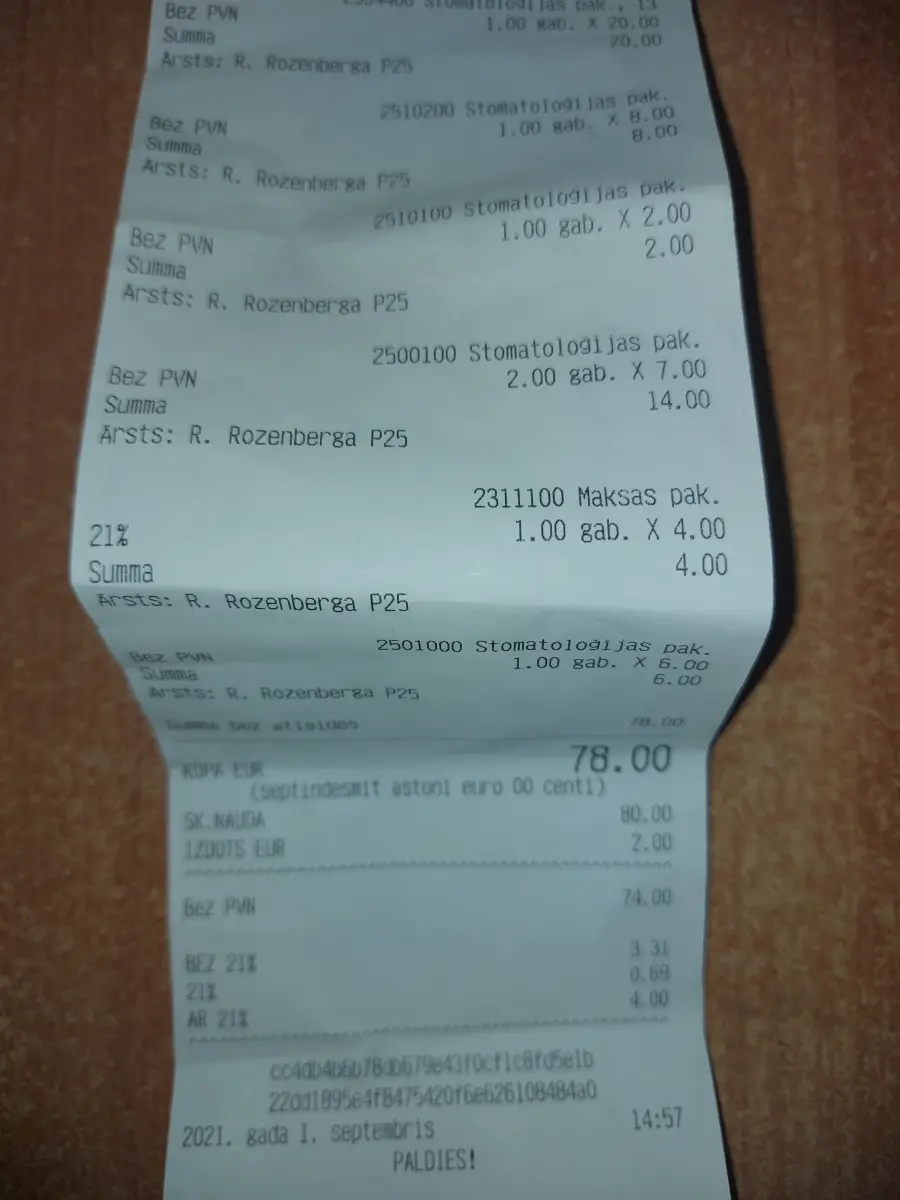 Stomatoloģijas pak., 13
Bez PVN 1.00 gab. X 20.00
Summa 20.00
Ārsts: R. Rozenberga P25
2510200 Stomatoloģijas pak.
Bez PVN 1.00 gab. X 8.00
Summa 8.00
Ārsts: R. Rozenberga P25
2510100 Stomatoloģijas pak.
Bez PVN 1.00 gab. X 2.00
Summa 2.00
Ārsts: R. Rozenberga P25
2500100 Stomatoloģijas pak.
Bez PVN 2.00 gab. X 7.00
Summa 14.00
Ārsts: R. Rozenberga P25
2311100 Maksas pak.
21% 1.00 gab. X 4.00
Summa 4.00
Ārsts: R. Rozenberga P25
2501000 Stomatoloģijas pak.
Bez PVN 1.00 gab. X 6.00
Summa 6.00
Ārsts: R. Rozenberga P25
Summa bez atlaides 78.00
KOPĀ EUR 78.00
(septiņdesmit astoņi euro 00 centi)
SK.NAUDA 80.00
IZDOTS EUR 2.00
Bez PVN 74.00
BEZ 21% 3.31
21% 0.69
AR 21% 4.00
2021. gada 1. septembris 14:57
PALDIES!